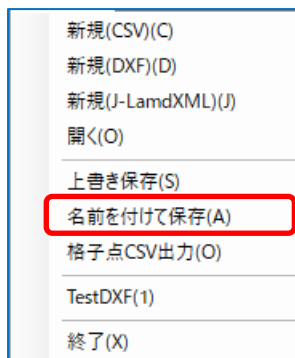 新規(CSV)(C)
新規(DXF)(D)
新規(J-LamdXML)(J)
開く(O)
上書き保存(S)
名前を付けて保存(A)
格子点CSV出力(O)
TestDXF(1)
終了(X)